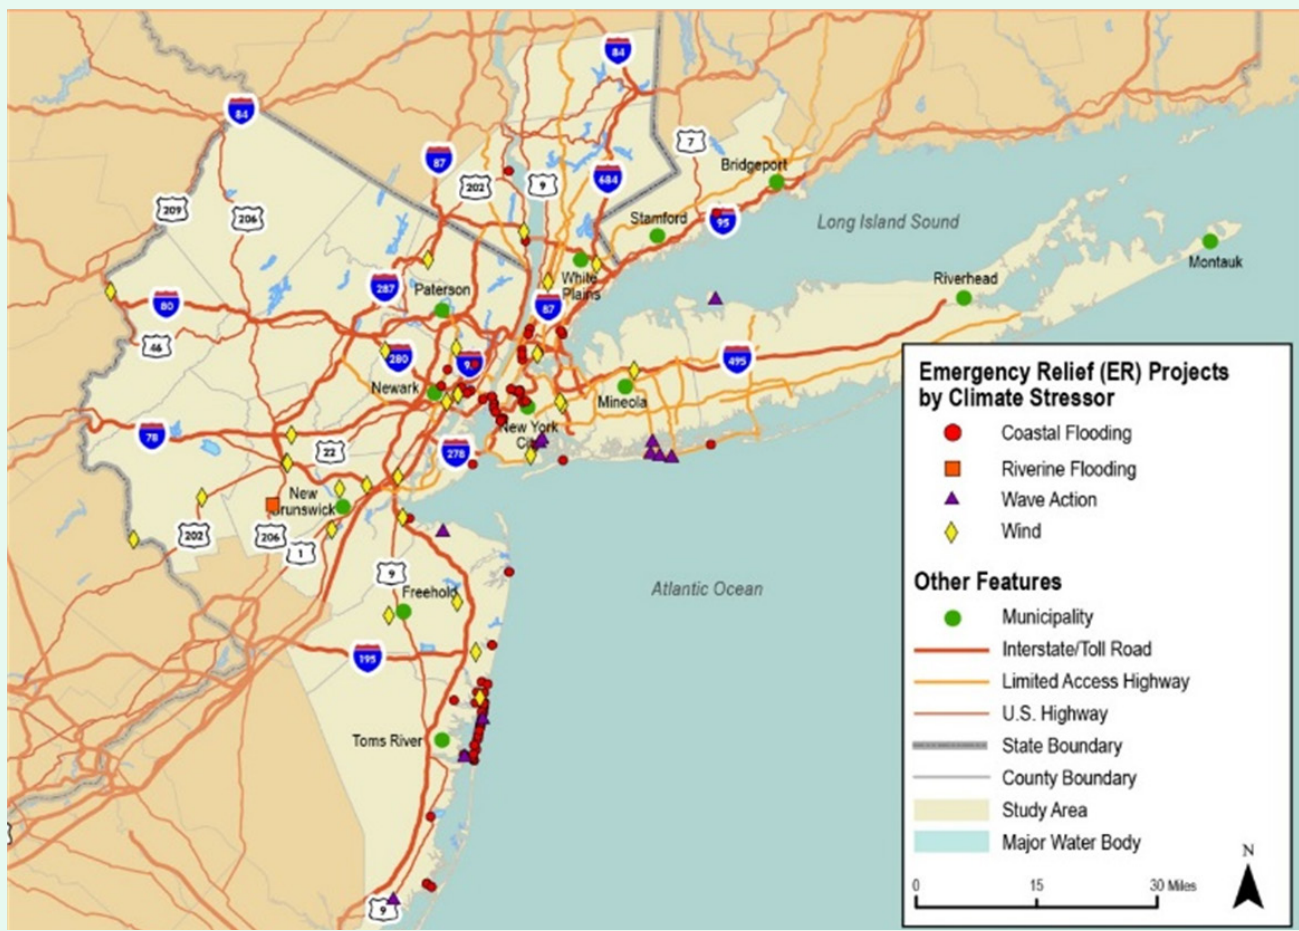 84
84
87
202
9
684
7
Bridgeport
209
206
Stamford
95
Long Island Sound
Montauk
White
Plains
Riverhead
287
Paterson
80
87
46
280
9
495
Newark
Mineola
New York
City
78
22
278
New
Brunswick
202
206
1
9
Freehold
Atlantic Ocean
195
Toms River
9
Emergency Relief (ER) Projects
by Climate Stressor
Coastal Flooding
Riverine Flooding
Wave Action
Wind
Other Features
Municipality
Interstate/Toll Road
Limited Access Highway
U.S. Highway
State Boundary
County Boundary
Study Area
Major Water Body
N
0 15 30 Miles